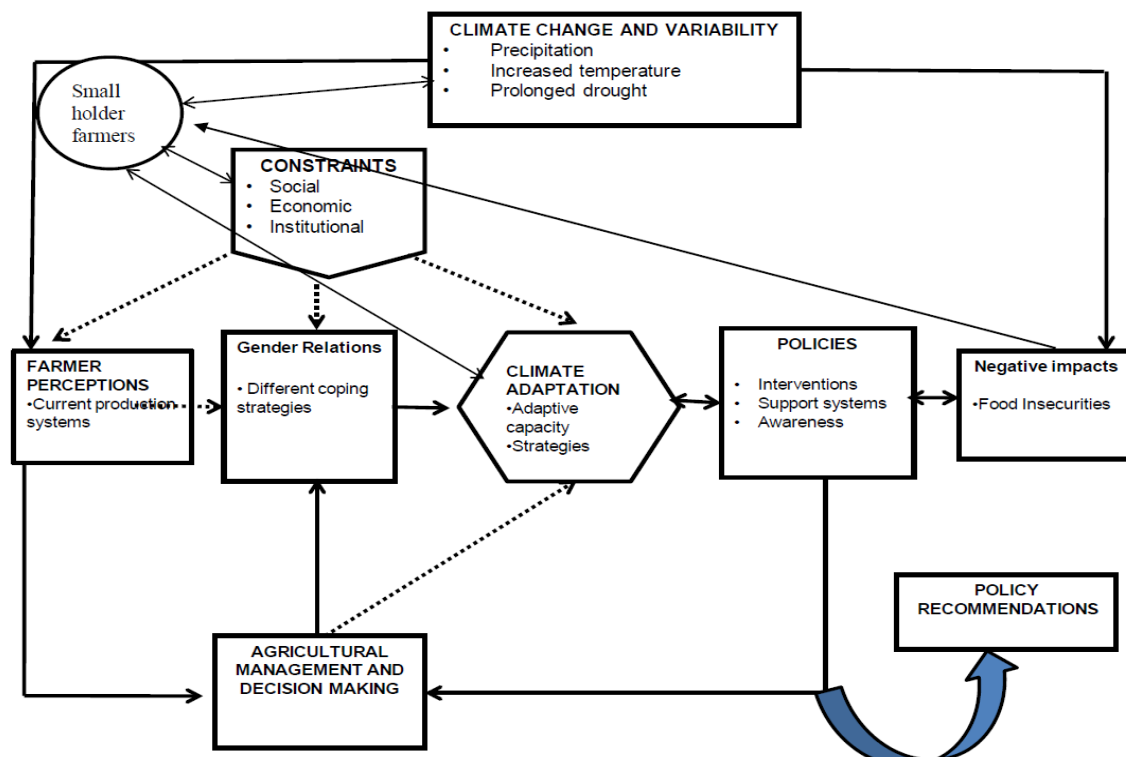 CLIMATE CHANGE AND VARIABILITY
• Precipitation
• Increased temperature
• Prolonged drought
Small
holder
farmers
CONSTRAINTS
• Social
• Economic
• Institutional
FARMER
PERCEPTIONS
•Current production
systems
Gender Relations
• Different coping
strategies
CLIMATE
ADAPTATION
•Adaptive
capacity
•Strategies
POLICIES
• Interventions
• Support systems
• Awareness
Negative impacts
•Food Insecurities
POLICY
RECOMMENDATIONS
AGRICULTURAL
MANAGEMENT AND
DECISION MAKING